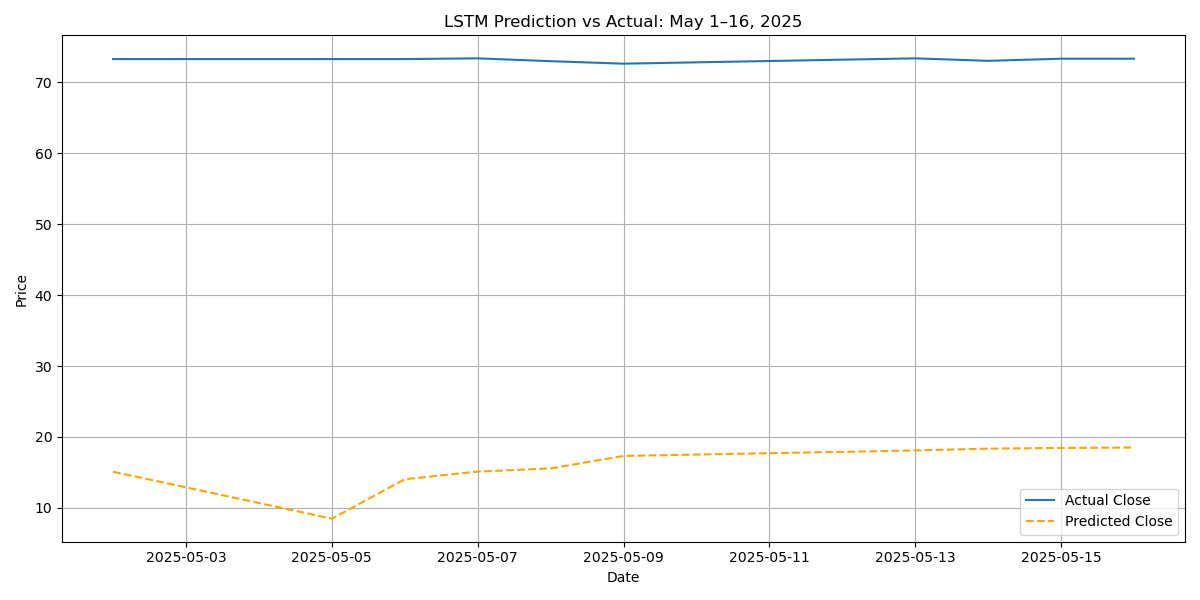 LSTM Prediction vs Actual: May 1–16, 2025
Price
70
60
50
40
30
20
10
Actual Close
Predicted Close
2025-05-03
2025-05-05
2025-05-07
2025-05-09
2025-05-11
2025-05-13
2025-05-15
Date